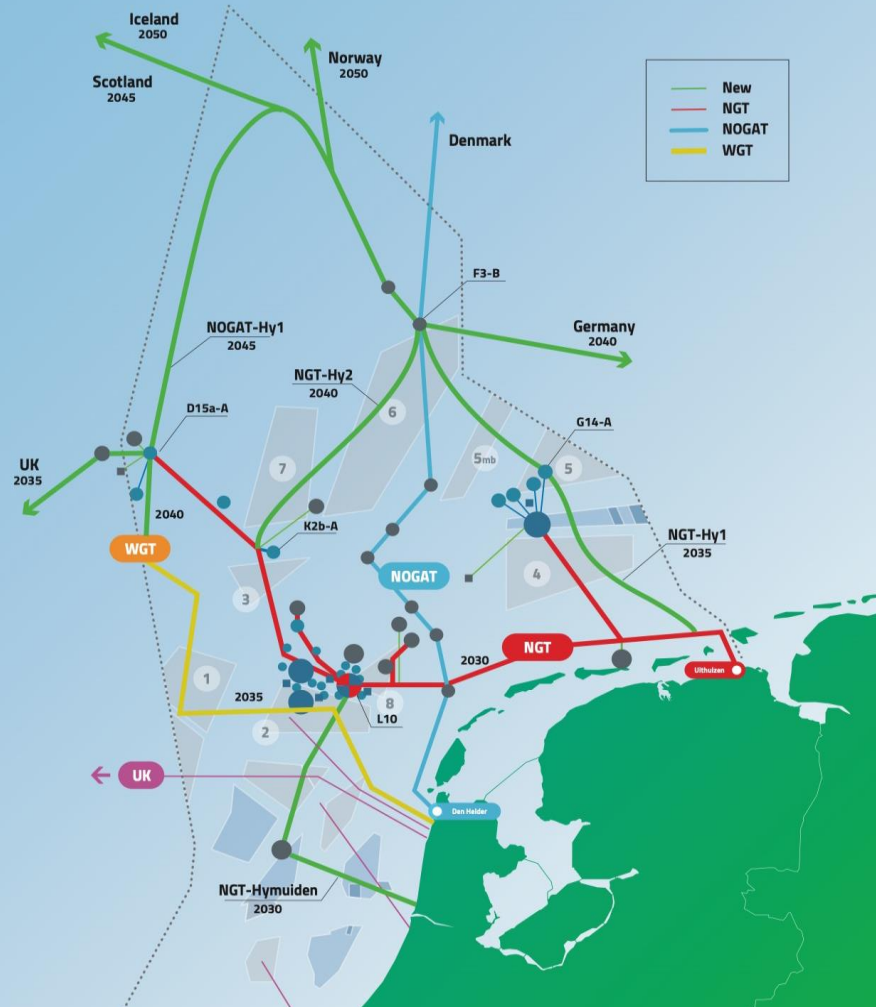 Iceland
2050
Norway
2050
Scotland
2045
New
NGT
NOGAT
WGT
Denmark
F3-B
NOGAT-Hy1
2045
Germany
2040
NGT-Hy2
2040
6
D15a-A
G14-A
7
5mb
5
UK
2035
2040
K2b-A
NGT-Hy1
2035
WGT
NOGAT
4
3
NGT
2030
Uithuizen
1
2035
8
2
L10
UK
Den Helder
NGT-Hymuiden
2030